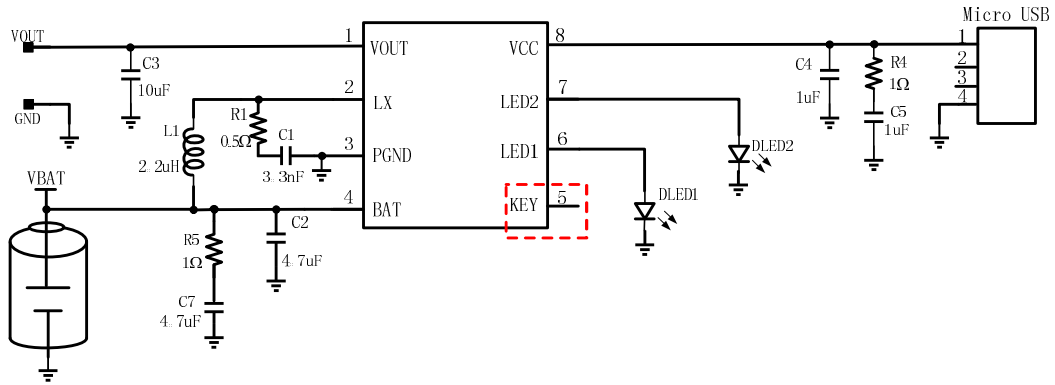 Micro USB
VOUT
1
VOUT
VCC
8
1
2
3
4
C3
10uF
C4
1uF
R4
1Ω
C5
1uF
GND
2
LX
LED2
7
R1
0.5Ω
C1
3.3nF
L1
2.2uH
3
PGND
LED1
6
DLED2
VBAT
4
BAT
KEY
5
DLED1
R5
1Ω
C2
4.7uF
C7
4.7uF